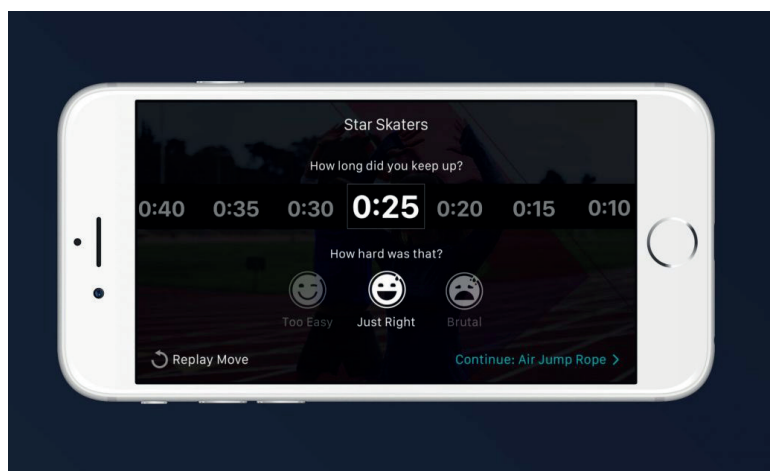 Star Skaters
How long did you keep up?
0:40 0:35 0:30 0:25 0:20 0:15 0:10
How hard was that?
Too Easy Just Right Brutal
Replay Move Continue: Air Jump Rope >